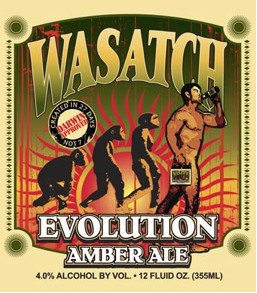 WASATCH
CREATED IN 27 DAYS
DARWIN
APPROVED
NOT 7
EVOLUTION
AMBER ALE
4.0% ALCOHOL BY VOL. • 12 FLUID OZ. (355ML)